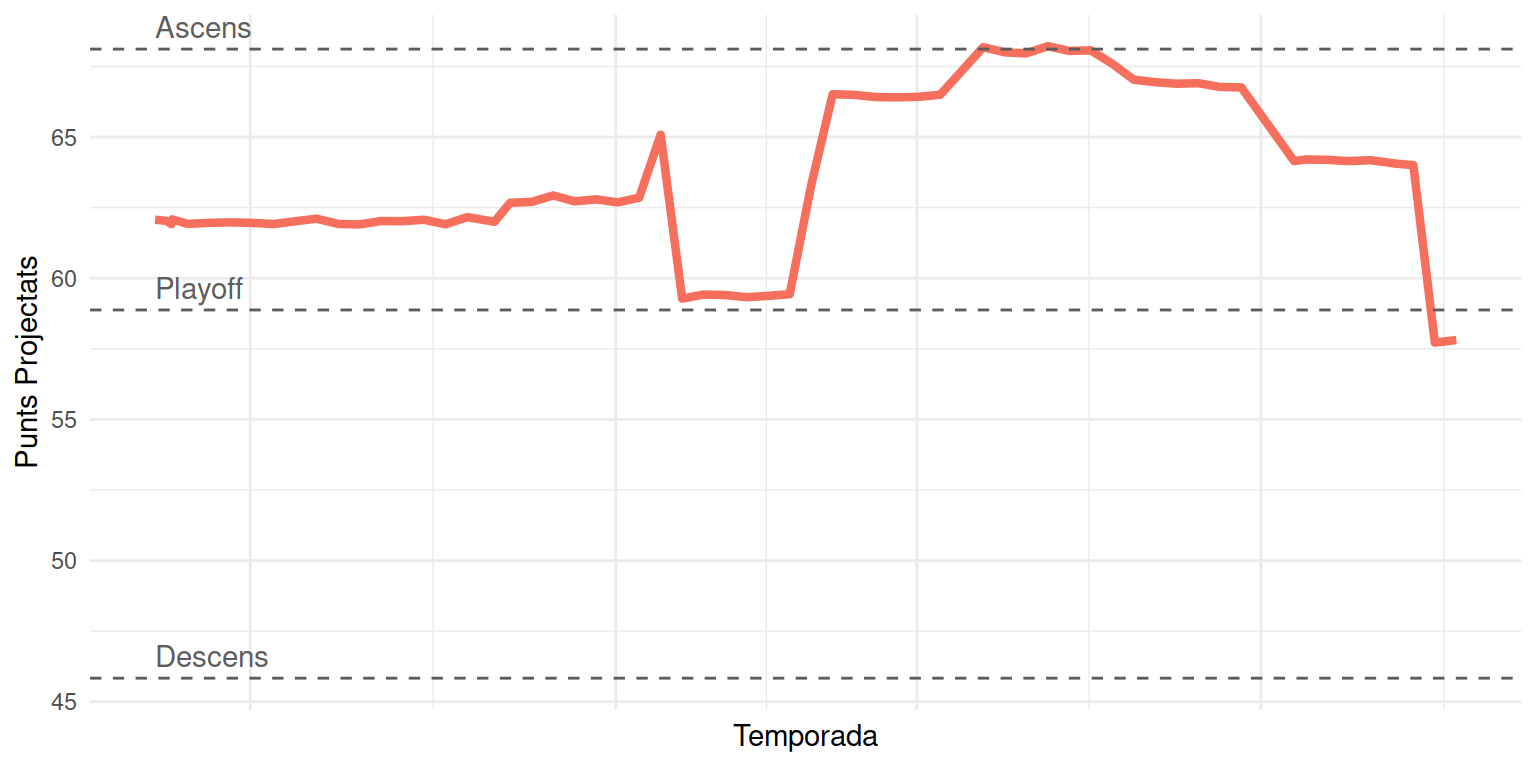 Ascens
65
60
Playoff
55
50
Descens
45
Punts Projectats
Temporada